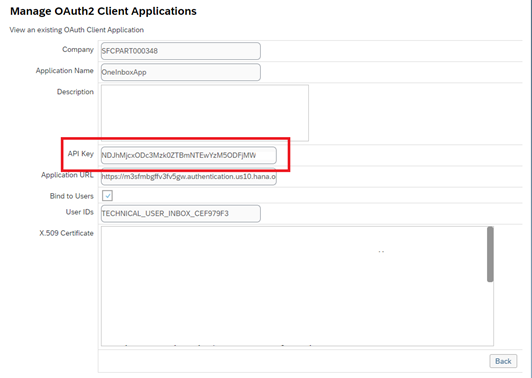 Manage OAuth2 Client Applications
View an existing OAuth Client Application
Company SFCPART000348
Application Name OneInboxApp
Description
API Key NDJhMjcxODc3Mzk0ZTBmNTEwYzM5ODFjMW
Application URL https://m3sfmbgffv3fv5gw.authentication.us10.hana.o
Bind to Users
User IDs TECHNICAL_USER_INBOX_CEF979F3
X.509 Certificate
Back